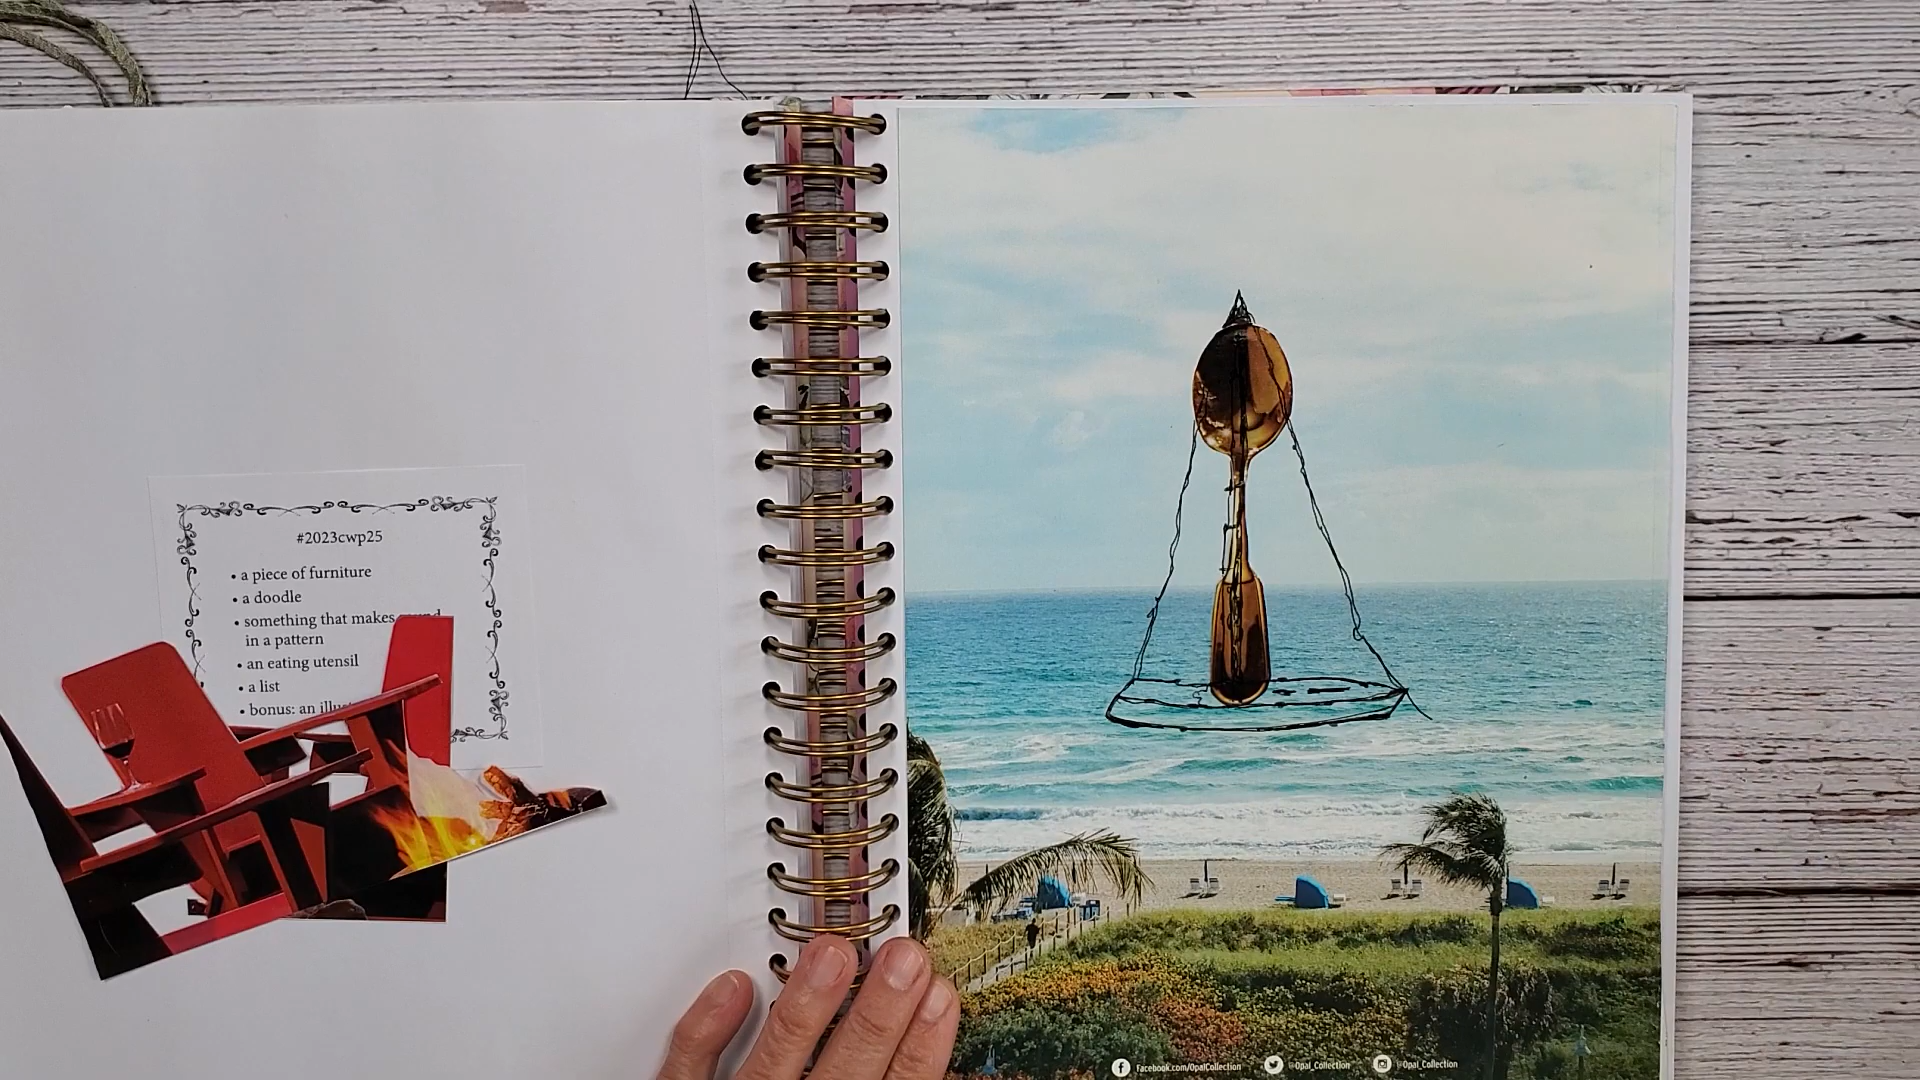 #2023cwp25
• a piece of furniture
• a doodle
• something that makes
in a pattern
• an eating utensil
• a list
• bonus: an
Facebook.com/OpalCollection @Opal_Collection @Opal_Collection